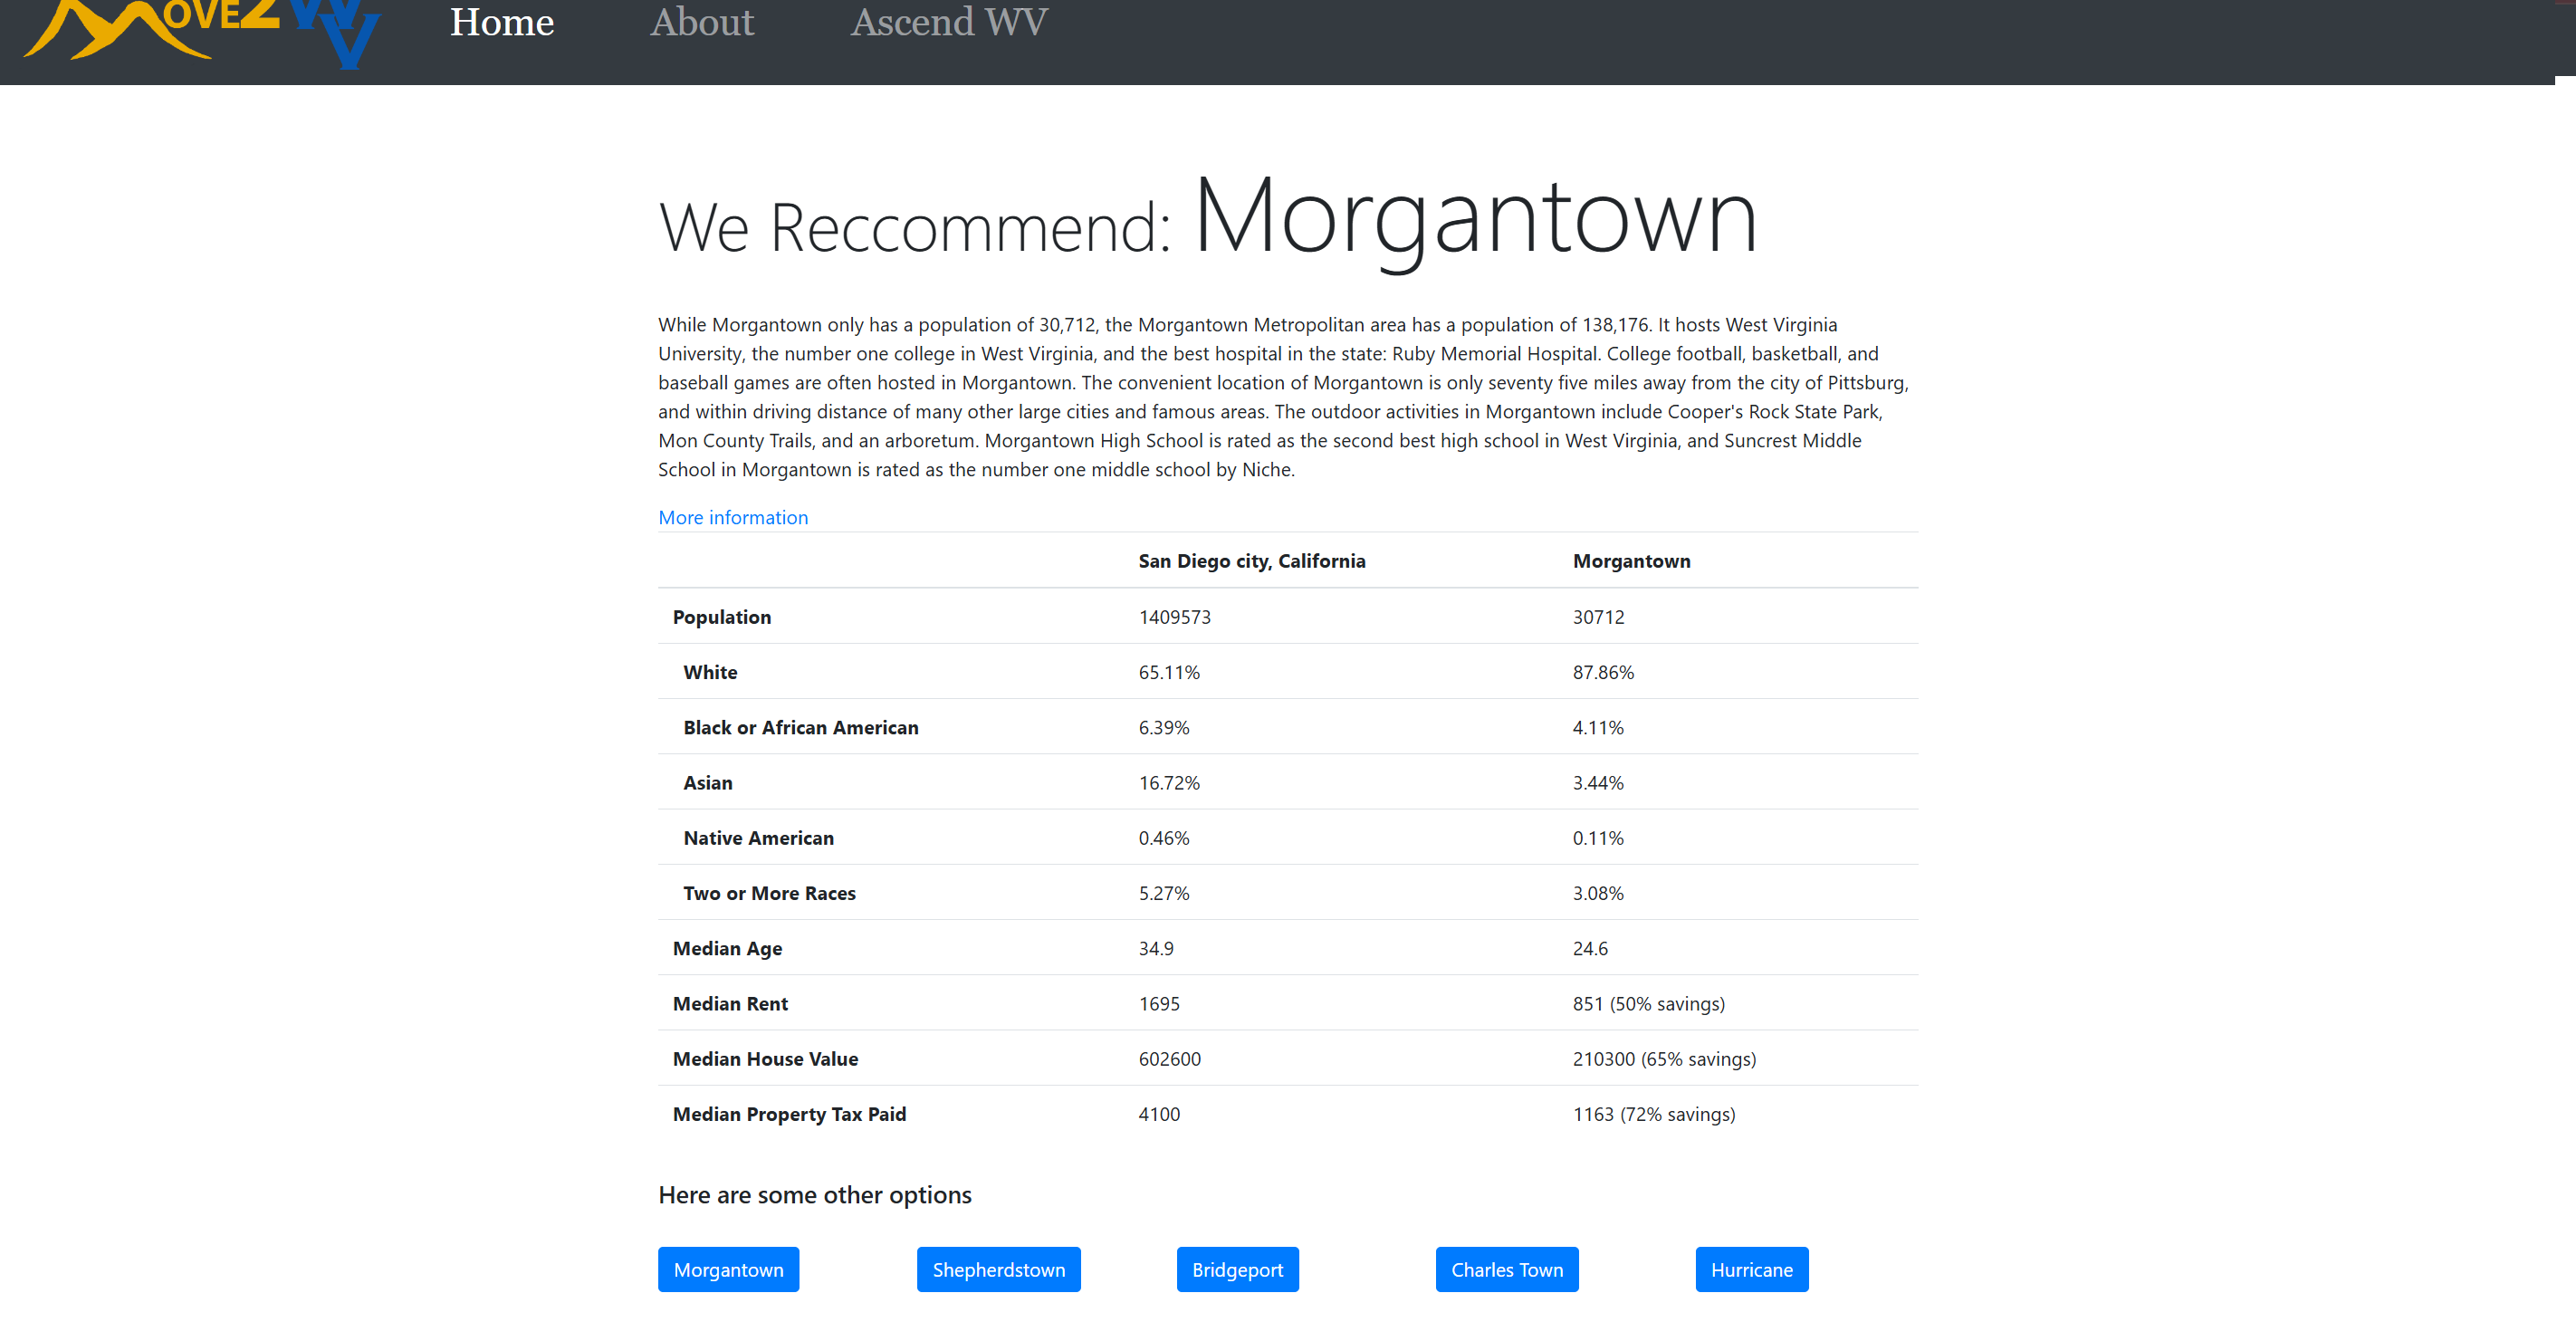 OVE2 WV
Home About Ascend WV
We Reccommend: Morgantown
While Morgantown only has a population of 30,712, the Morgantown Metropolitan area has a population of 138,176. It hosts West Virginia
University, the number one college in West Virginia, and the best hospital in the state: Ruby Memorial Hospital. College football, basketball, and
baseball games are often hosted in Morgantown. The convenient location of Morgantown is only seventy five miles away from the city of Pittsburg,
and within driving distance of many other large cities and famous areas. The outdoor activities in Morgantown include Cooper's Rock State Park,
Mon County Trails, and an arboretum. Morgantown High School is rated as the second best high school in West Virginia, and Suncrest Middle
School in Morgantown is rated as the number one middle school by Niche.
More information
San Diego city, California Morgantown
Population 1409573 30712
White 65.11% 87.86%
Black or African American 6.39% 4.11%
Asian 16.72% 3.44%
Native American 0.46% 0.11%
Two or More Races 5.27% 3.08%
Median Age 34.9 24.6
Median Rent 1695 851 (50% savings)
Median House Value 602600 210300 (65% savings)
Median Property Tax Paid 4100 1163 (72% savings)
Here are some other options
Morgantown Shepherdstown Bridgeport Charles Town Hurricane